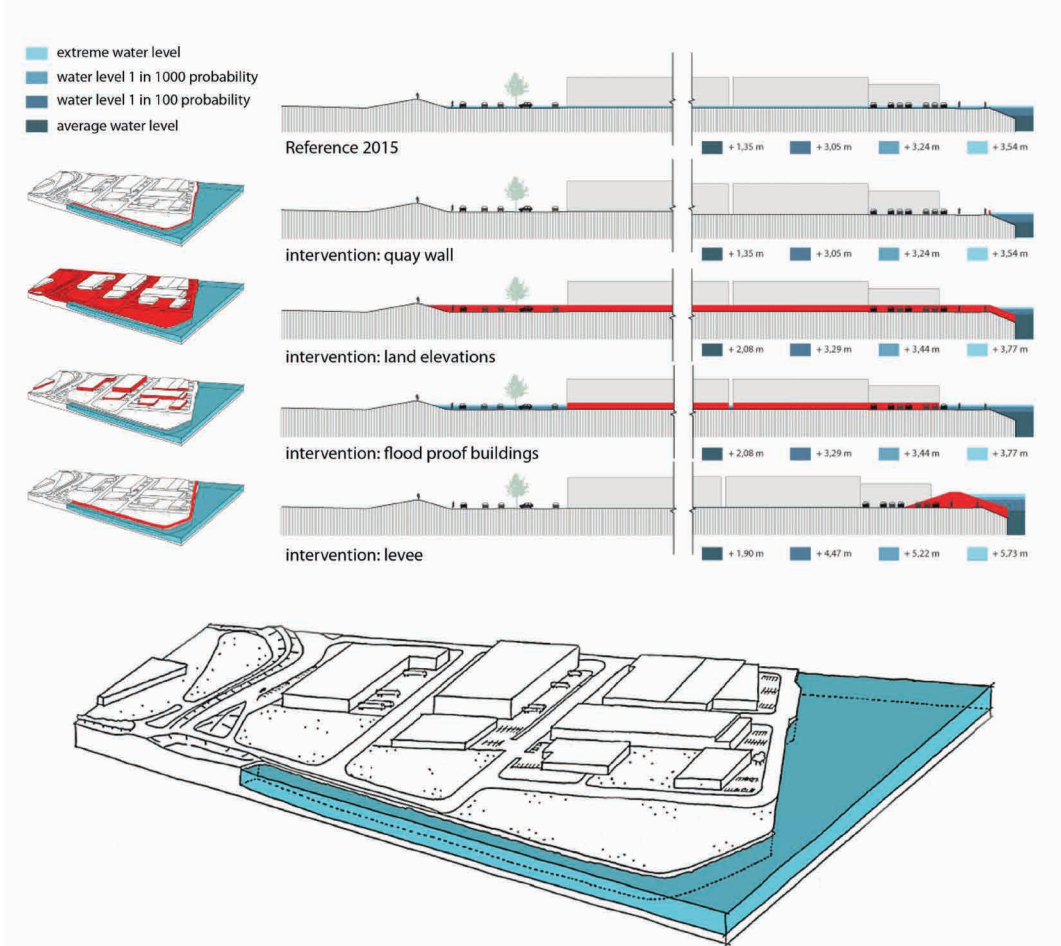 extreme water level
water level 1 in 1000 probability
water level 1 in 100 probability
average water level
Reference 2015
+ 1,35 m
+ 3,05 m
+ 3,24 m
+ 3,54 m
intervention: quay wall
+ 1,35 m
+ 3,05 m
+ 3,24 m
+ 3,54 m
intervention: land elevations
+ 2,08 m
+ 3,29 m
+ 3,44 m
+ 3,77 m
intervention: flood proof buildings
+ 2,08 m
+ 3,29 m
+ 3,44 m
+ 3,77 m
intervention: levee
+ 1,90 m
+ 4,47 m
+ 5,22 m
+ 5,73 m